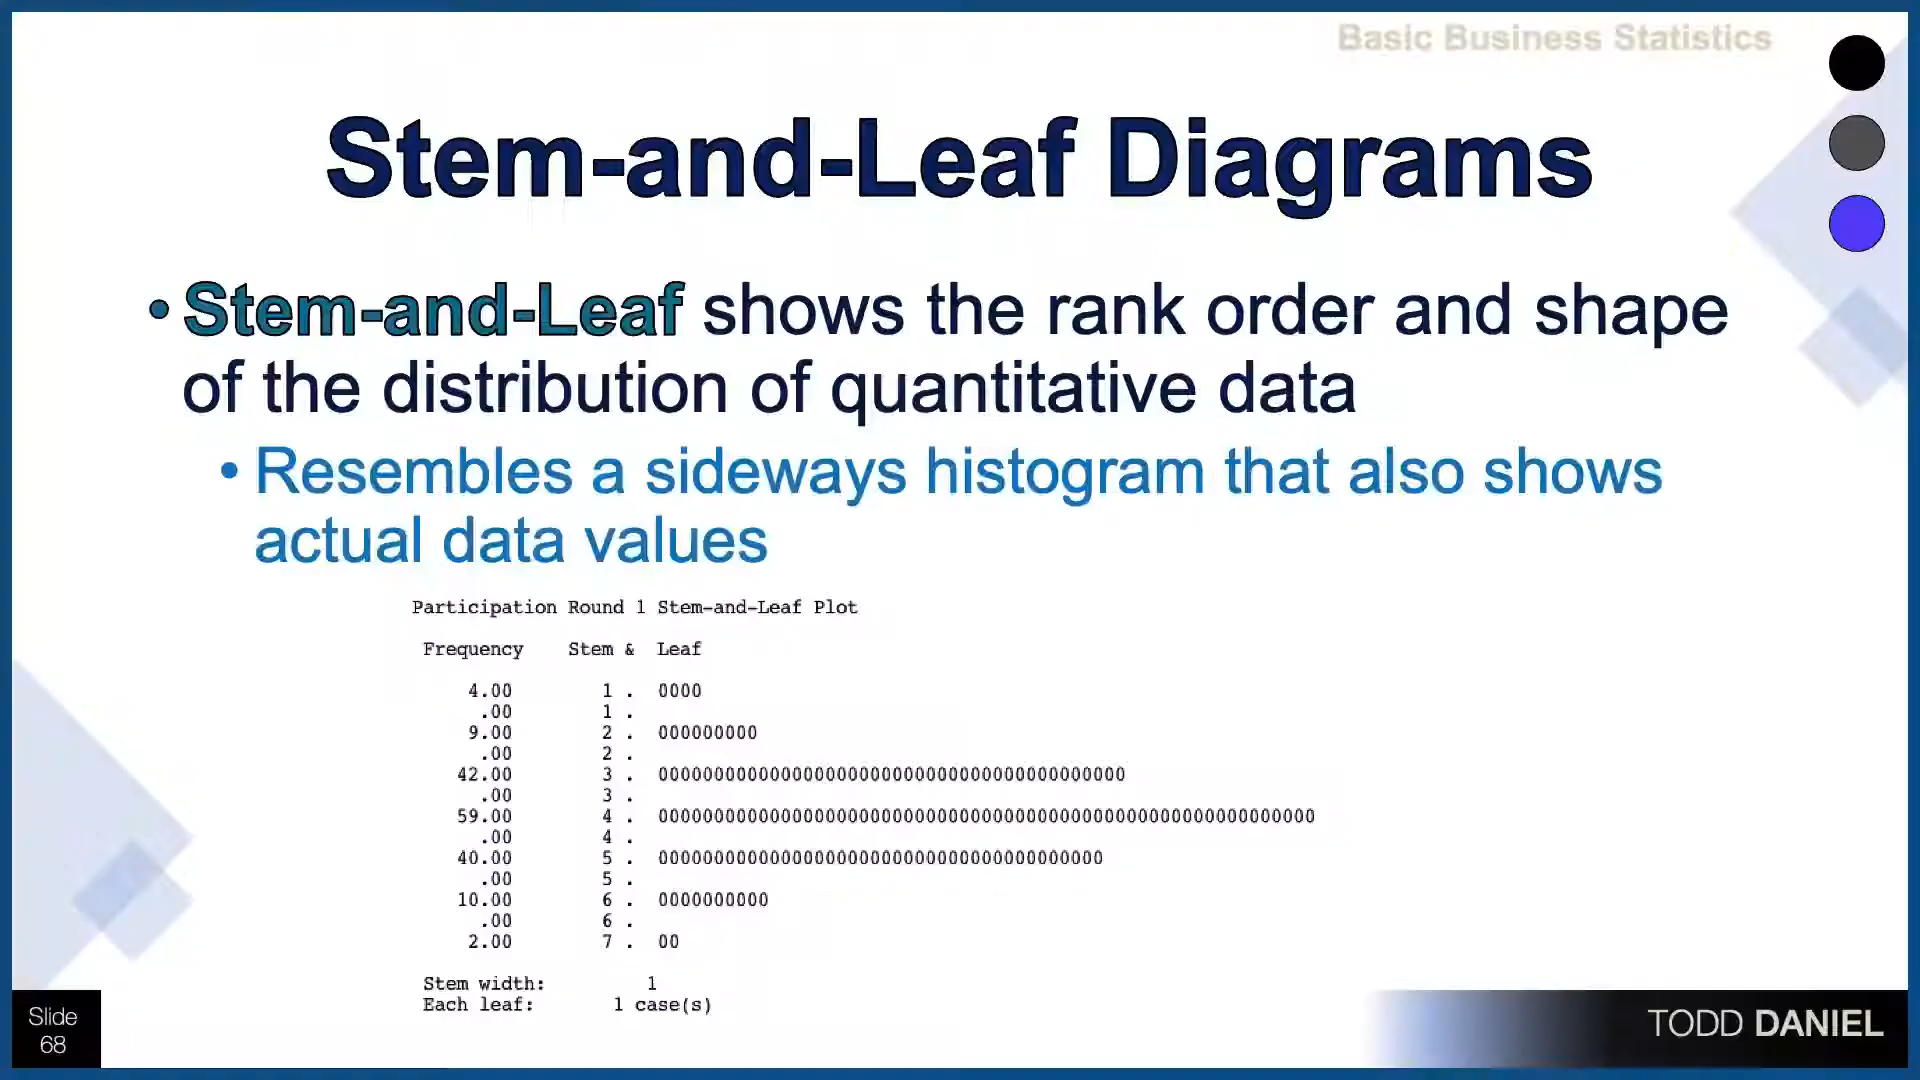 Basic Business Statistics
Stem-and-Leaf Diagrams
• Stem-and-Leaf shows the rank order and shape
of the distribution of quantitative data
• Resembles a sideways histogram that also shows
actual data values
Participation Round 1 Stem-and-Leaf Plot
Frequency Stem & Leaf
4.00 1 . 0000
.00 1 .
9.00 2 . 000000000
.00 2 .
42.00 3 . 000000000000000000000000000000000000000000
.00 3 .
59.00 4 . 00000000000000000000000000000000000000000000000000000000000
.00 4 .
40.00 5 . 0000000000000000000000000000000000000000
.00 5 .
10.00 6 . 0000000000
.00 6 .
2.00 7 . 00
Stem width: 1
Each leaf: 1 case(s)
Slide
68
TODD DANIEL